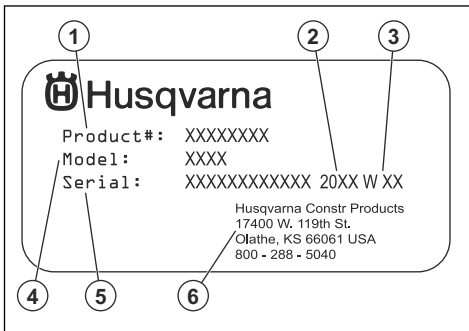 1 2 3
Husqvarna
Product#: XXXXXXXX
Model: XXXX
Serial: XXXXXXXXXXXX 20XX W XX
Husqvarna Constr Products
17400 W. 119th St.
Olathe, KS 66061 USA
800 - 288 - 5040
4 5 6